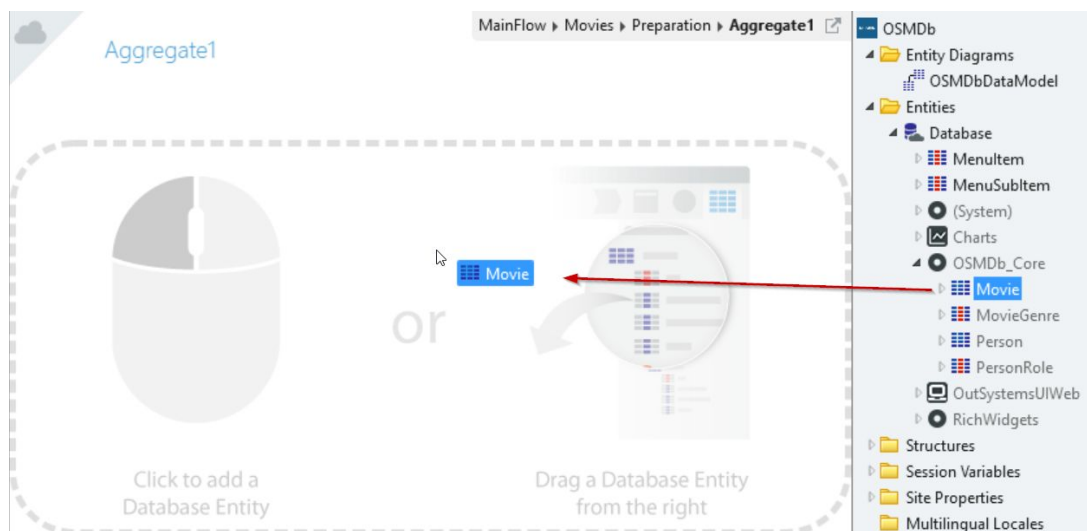 MainFlow ▸ Movies ▸ Preparation ▸ Aggregate1
Aggregate1
Movie
or
Click to add a
Database Entity
Drag a Database Entity
from the right
OSMDb
Entity Diagrams
OSMDbDataModel
Entities
Database
MenuItem
MenuSubItem
(System)
Charts
OSMDb_Core
Movie
MovieGenre
Person
PersonRole
OutSystemsUIWeb
RichWidgets
Structures
Session Variables
Site Properties
Multilingual Locales